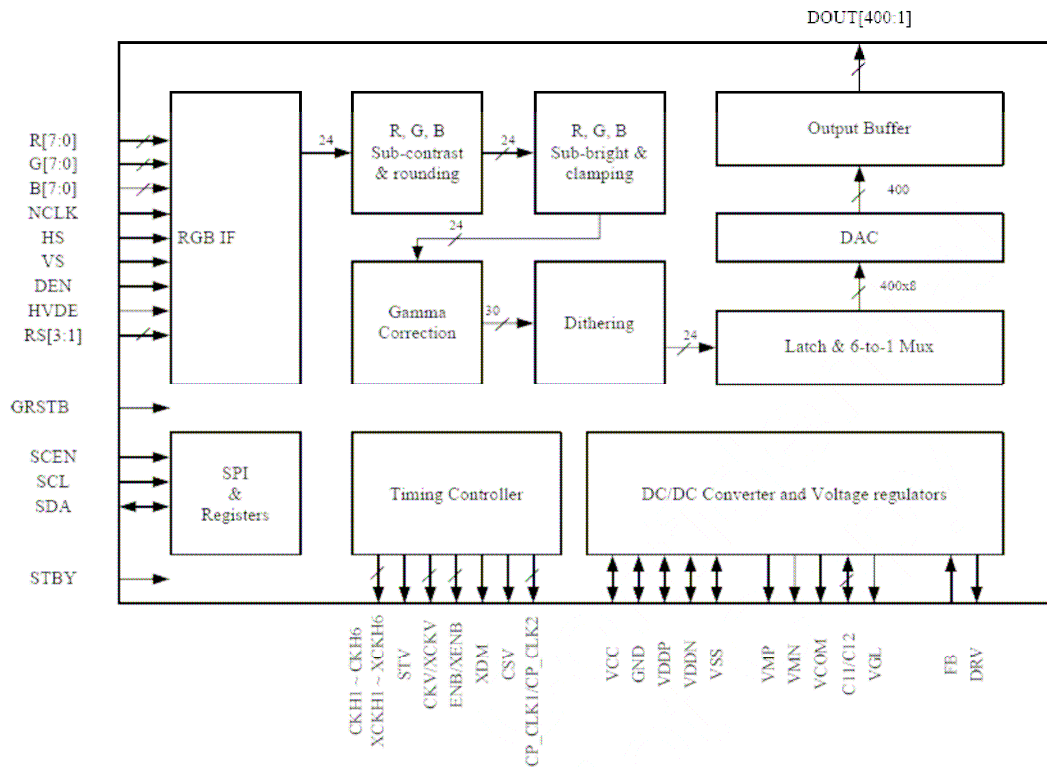 DOUT[400:1]
R[7:0]
G[7:0]
B[7:0]
NCLK
HS
VS
DEN
HVDE
RS[3:1]
GRSTB
SCEN
SCL
SDA
STBY
RGB IF
24
R, G, B
Sub-contrast
& rounding
24
R, G, B
Sub-bright &
clamping
24
Gamma
Correction
30
Dithering
24
Latch & 6-to-1 Mux
400x8
DAC
400
Output Buffer
SPI
&
Registers
Timing Controller
DC/DC Converter and Voltage regulators
CKH1 ~ CKH6
XCKH1 ~ XCKH6
STV
CKV/XCKV
ENB/XENB
XDM
CSV
CP_CLK1/CP_CLK2
VCC
GND
VDDP
VDDN
VSS
VMP
VMN
VCOM
C11/C12
VGL
FB
DRV